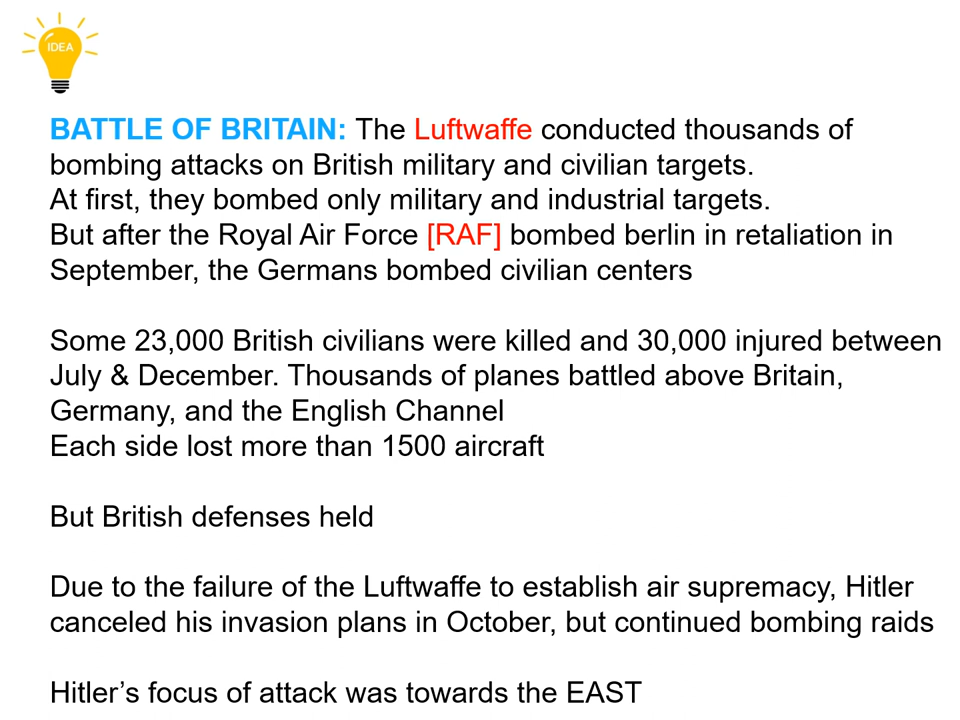 IDEA
BATTLE OF BRITAIN: The Luftwaffe conducted thousands of
bombing attacks on British military and civilian targets.
At first, they bombed only military and industrial targets.
But after the Royal Air Force [RAF] bombed berlin in retaliation in
September, the Germans bombed civilian centers
Some 23,000 British civilians were killed and 30,000 injured between
July & December. Thousands of planes battled above Britain,
Germany, and the English Channel
Each side lost more than 1500 aircraft
But British defenses held
Due to the failure of the Luftwaffe to establish air supremacy, Hitler
canceled his invasion plans in October, but continued bombing raids
Hitler’s focus of attack was towards the EAST